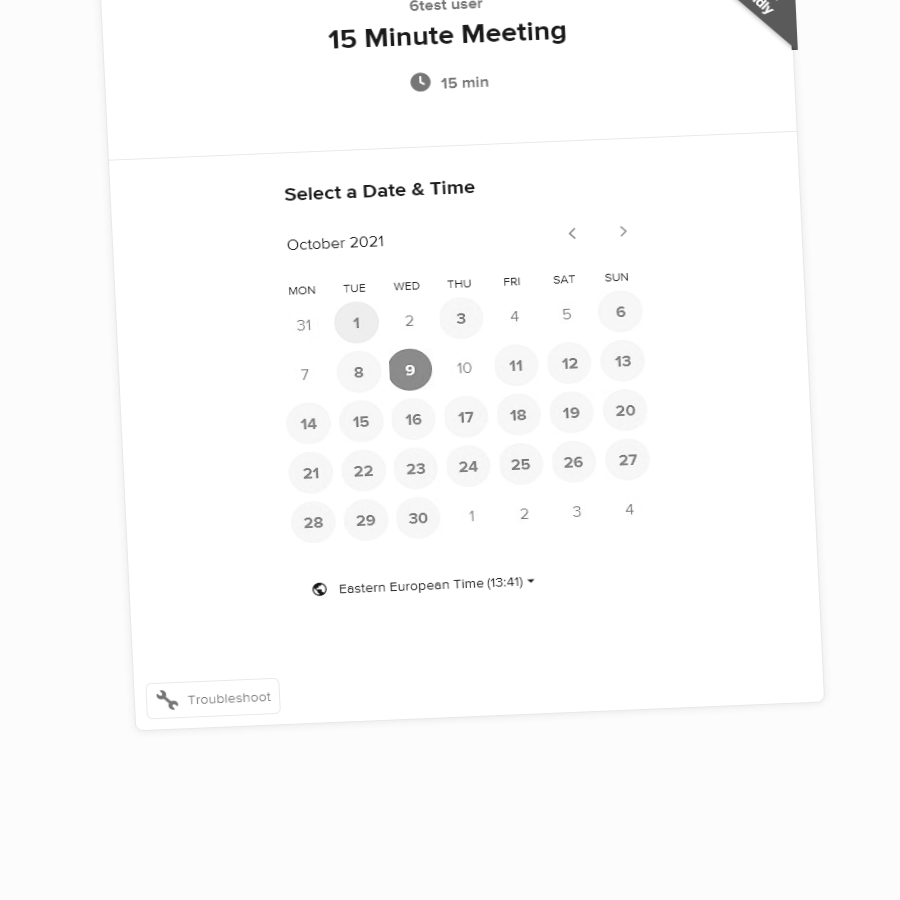 6test user
15 Minute Meeting
15 min
Select a Date & Time
October 2021
MON TUE WED THU FRI SAT SUN
31 1 2 3 4 5 6
7 8 9 10 11 12 13
14 15 16 17 18 19 20
21 22 23 24 25 26 27
28 29 30 1 2 3 4
Eastern European Time (13:41)
Troubleshoot